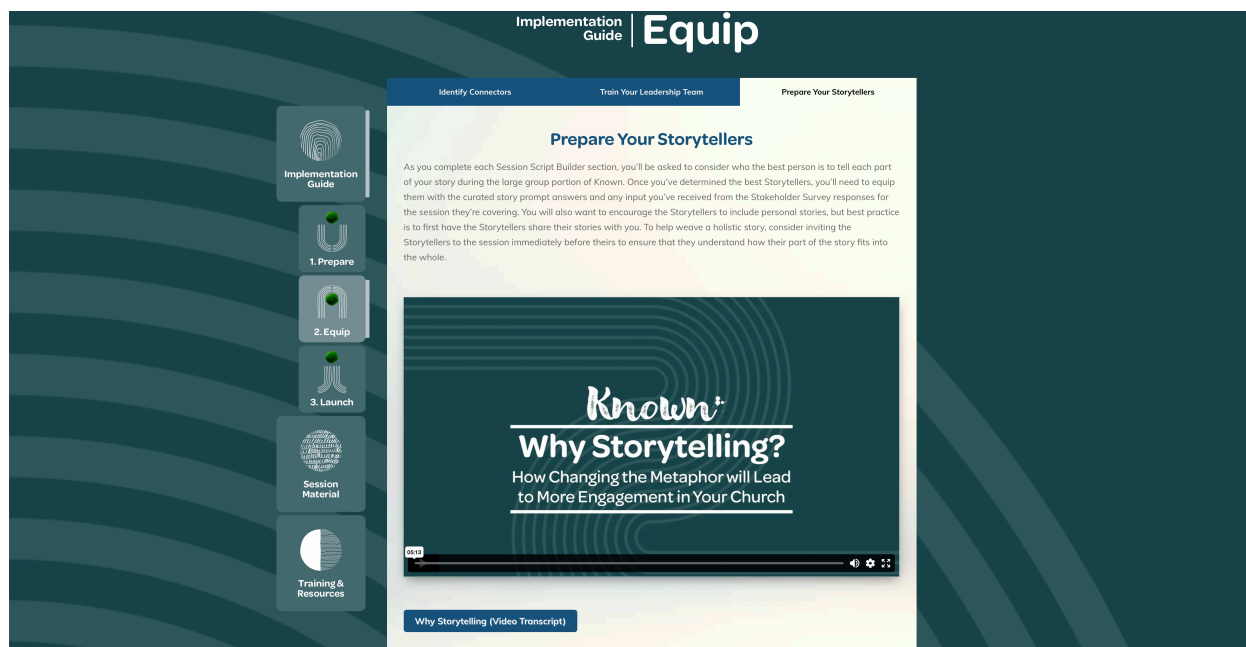 Implementation
Guide
Equip
Identify Connectors
Train Your Leadership Team
Prepare Your Storytellers
Implementation
Guide
1. Prepare
2. Equip
3. Launch
Session
Material
Training &
Resources
Prepare Your Storytellers
As you complete each Session Script Builder section, you'll be asked to consider who the best person is to tell each part
of your story during the large group portion of Known. Once you've determined the best Storytellers, you'll need to equip
them with the curated story prompt answers and any input you've received from the Stakeholder Survey responses for
the session they're covering. You will also want to encourage the Storytellers to include personal stories, but best practice
is to first have the Storytellers share their stories with you. To help weave a holistic story, consider inviting the
Storytellers to the session immediately before theirs to ensure that they understand how their part of the story fits into
the whole.
Known
Why Storytelling?
How Changing the Metaphor will Lead
to More Engagement in Your Church
05:13
Why Storytelling (Video Transcript)